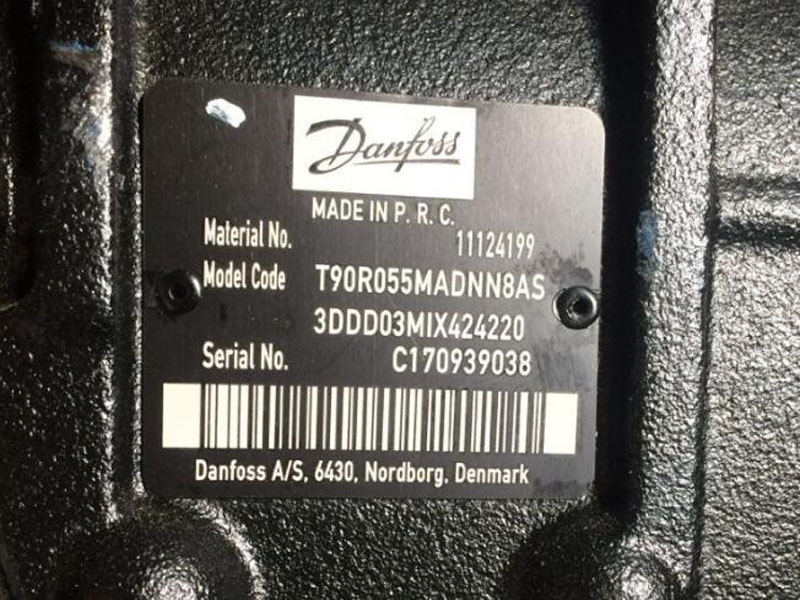 Danfoss
MADE IN P. R. C.
Material No. 11124199
Model Code T90R055MADNN8AS
3DDD03MIX424220
Serial No. C170939038
Danfoss A/S, 6430, Nordborg, Denmark